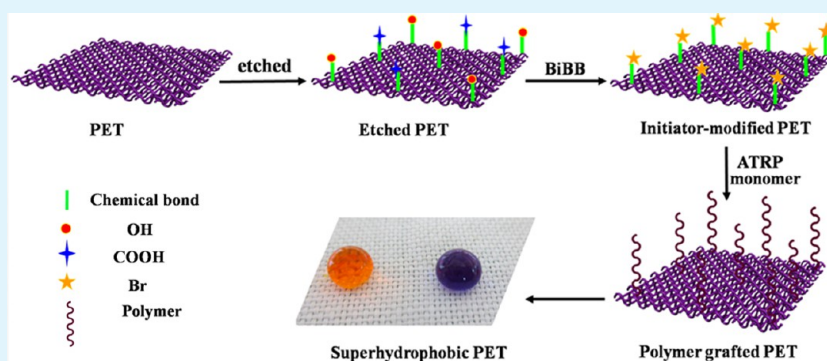 etched
BiBB
PET
Etched PET
Initiator-modified PET
ATRP
monomer
Chemical bond
OH
COOH
Br
Polymer
Superhydrophobic PET
Polymer grafted PET